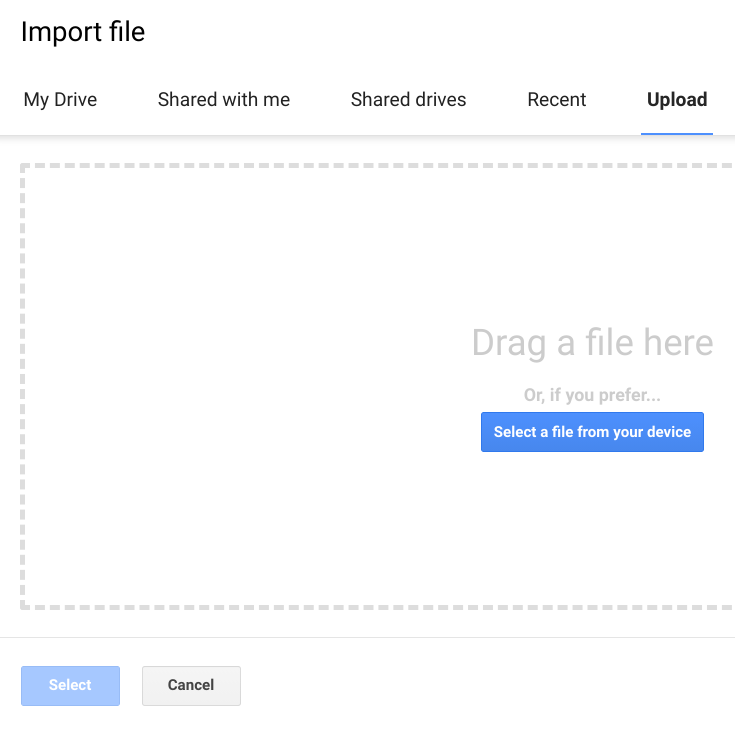 Import file
My Drive Shared with me Shared drives Recent Upload
Drag a file here
Or, if you prefer...
Select a file from your device
Select Cancel